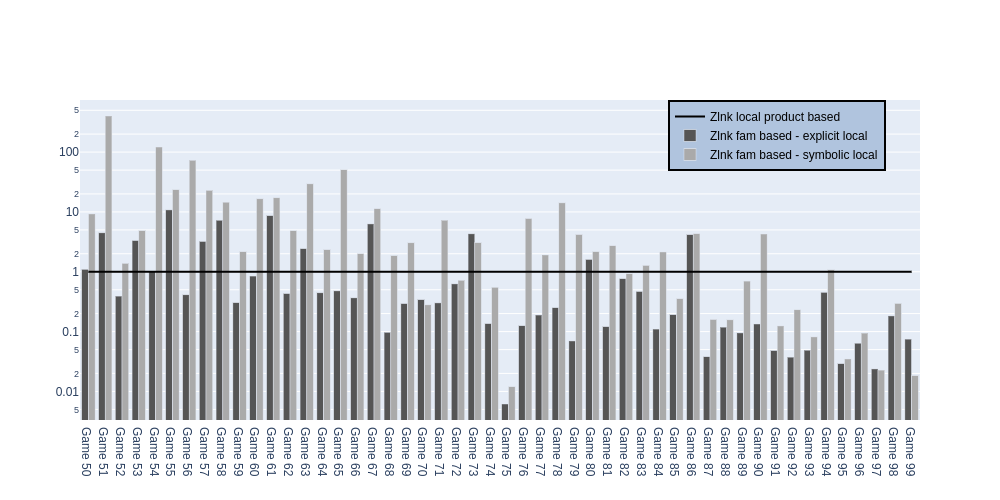 Zlnk local product based
Zlnk fam based - explicit local
Zlnk fam based - symbolic local
5
2
100
5
2
10
5
2
1
5
2
0.1
5
2
0.01
5
Game 50
Game 51
Game 52
Game 53
Game 54
Game 55
Game 56
Game 57
Game 58
Game 59
Game 60
Game 61
Game 62
Game 63
Game 64
Game 65
Game 66
Game 67
Game 68
Game 69
Game 70
Game 71
Game 72
Game 73
Game 74
Game 75
Game 76
Game 77
Game 78
Game 79
Game 80
Game 81
Game 82
Game 83
Game 84
Game 85
Game 86
Game 87
Game 88
Game 89
Game 90
Game 91
Game 92
Game 93
Game 94
Game 95
Game 96
Game 97
Game 98
Game 99